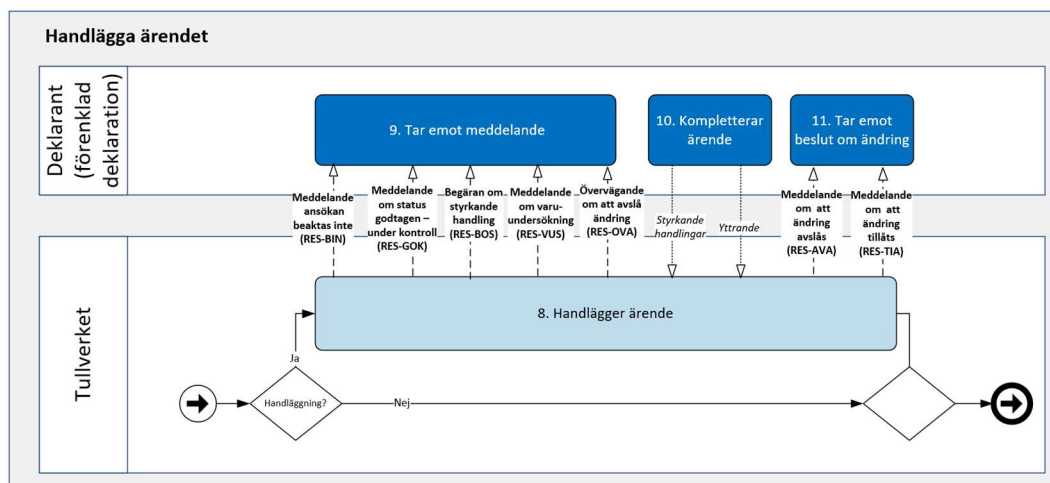 Handlägga ärendet
Deklarant
(förenklad
deklaration)
9. Tar emot meddelande
10. Kompletterar
ärende
11. Tar emot
beslut om ändring
Meddelande
ansökan
beaktas inte
(RES-BIN)
Meddelande
om status
godtagen –
under kontroll
(RES-GOK)
Begäran om
styrkande
handling
(RES-BOS)
Meddelande
om varu-
undersökning
(RES-VUS)
Övervägande
om att avslå
ändring
(RES-OVA)
Styrkande
handlingar
Yttrande
Meddelande
om att
ändring
avslås
(RES-AVA)
Meddelande
om att
ändring
tillåts
(RES-TIA)
Tullverket
8. Handlägger ärende
Ja
Handläggning?
Nej